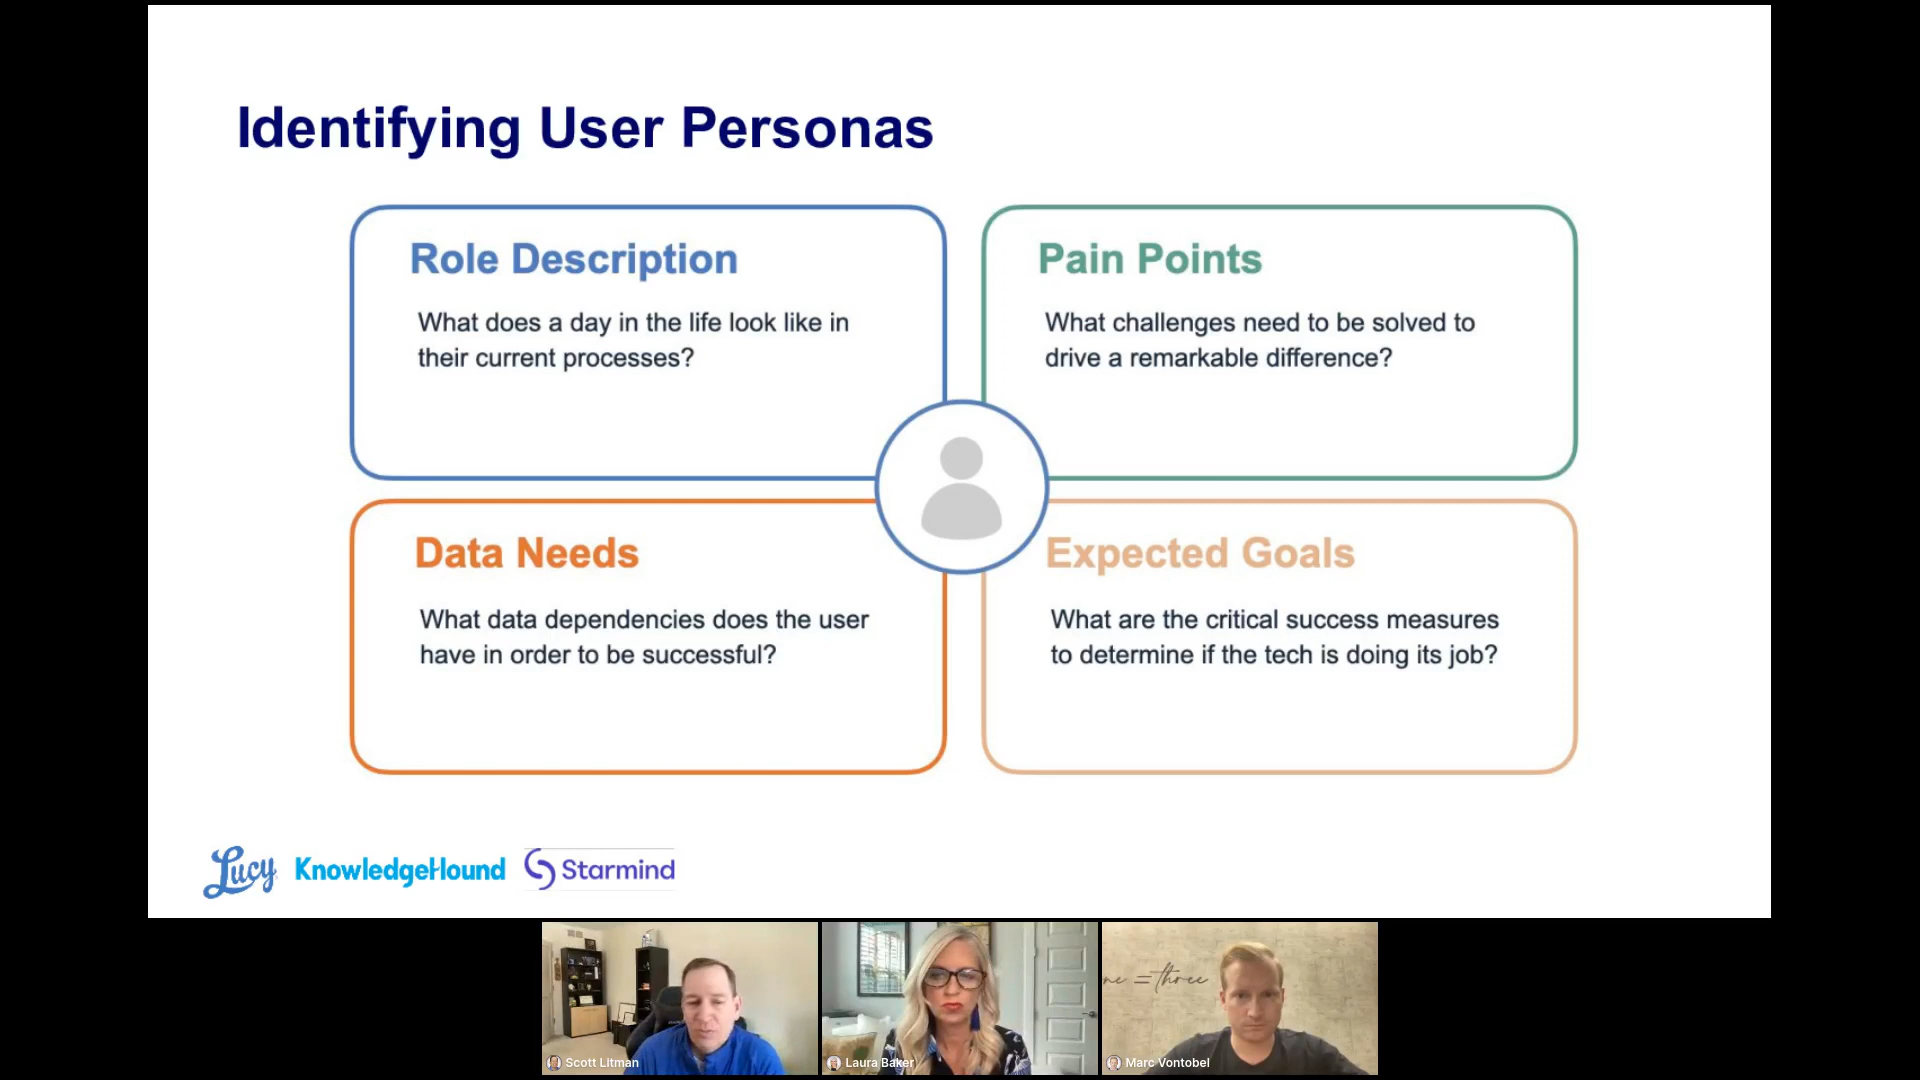 Identifying User Personas
Role Description
What does a day in the life look like in
their current processes?
Pain Points
What challenges need to be solved to
drive a remarkable difference?
Data Needs
What data dependencies does the user
have in order to be successful?
Expected Goals
What are the critical success measures
to determine if the tech is doing its job?
Lucy
KnowledgeHound
Starmind
=three
Scott Litman
Laura Baker
Marc Vontobel